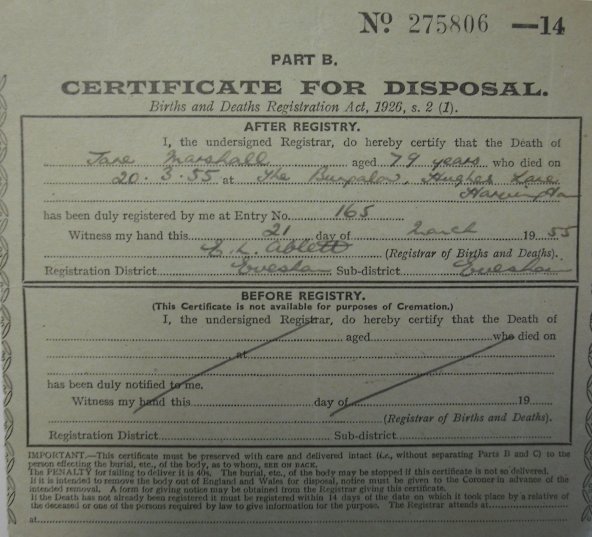 No 275806 —14
PART B.
CERTIFICATE FOR DISPOSAL.
Births and Deaths Registration Act, 1926, s. 2 (1).
AFTER REGISTRY.
I, the undersigned Registrar, do hereby certify that the Death of
Jane Marshall aged 79 years who died on
20.3.55 at The Bungalow, Hughes Lane
Harvington
has been duly registered by me at Entry No. 165
Witness my hand this 21 day of March 1955
E. L. Ablett (Registrar of Births and Deaths).
Registration District Evesham Sub-district Evesham
BEFORE REGISTRY.
(This Certificate is not available for purposes of Cremation.)
I, the undersigned Registrar, do hereby certify that the Death of
aged who died on
at
has been duly notified to me.
Witness my hand this day of 19
(Registrar of Births and Deaths).
Registration District Sub-district
IMPORTANT.—This certificate must be preserved with care and delivered intact (i.e., without separating Parts B and C) to the
person effecting the burial, etc., of the body, as to whom, SEE ON BACK.
The PENALTY for failing to deliver it is 40s. The burial, etc., of the body may be stopped if this certificate is not so delivered.
If it is intended to remove the body out of England and Wales for disposal, notice must be given to the Coroner in advance of the
intended removal. A form for giving notice may be obtained from the Registrar giving this certificate.
If the Death has not already been registered it must be registered within 14 days of the date on which it took place by a relative of
the deceased or one of the persons required by law to give information for the purpose. The Registrar attends at
at